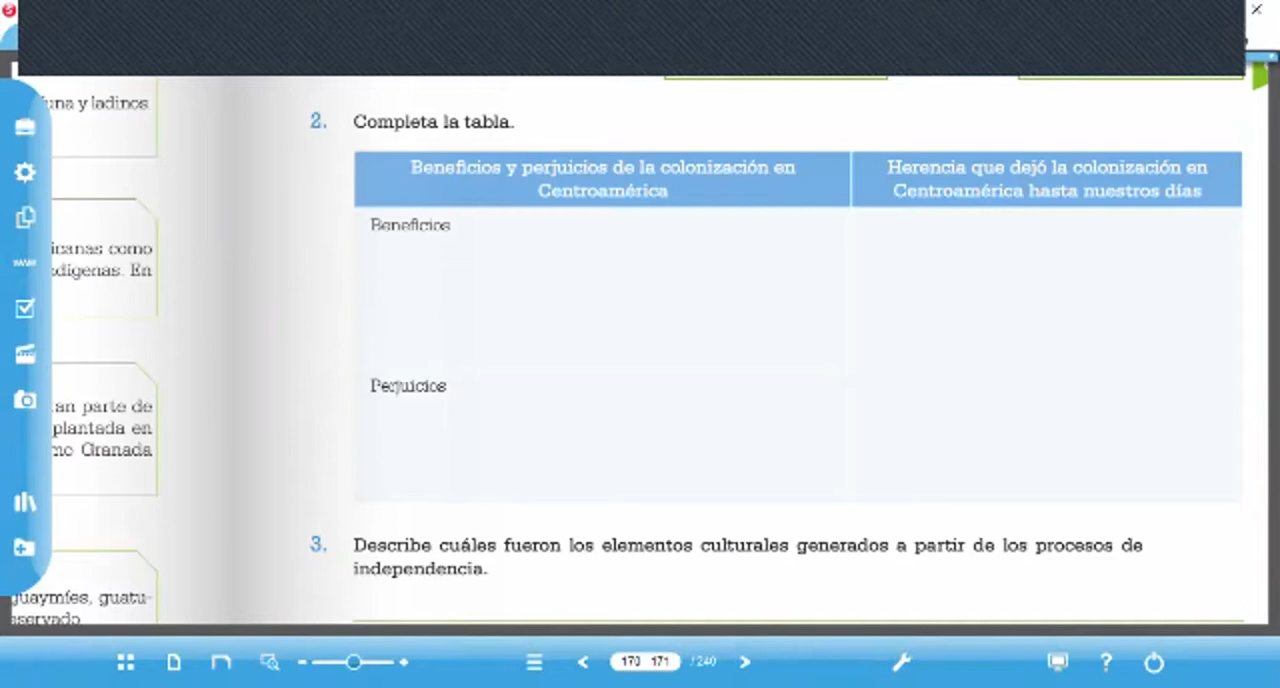 una y ladinos
icanas como
dígenas. En
an parte de
plantada en
mo Granada
guaymíes, guatu-
2. Completa la tabla.
Beneficios y perjuicios de la colonización en
Centroamérica
Herencia que dejó la colonización en
Centroamérica hasta nuestros días
Beneficios
Perjuicios
3. Describe cuáles fueron los elementos culturales generados a partir de los procesos de
independencia.
170 171 / 240
?